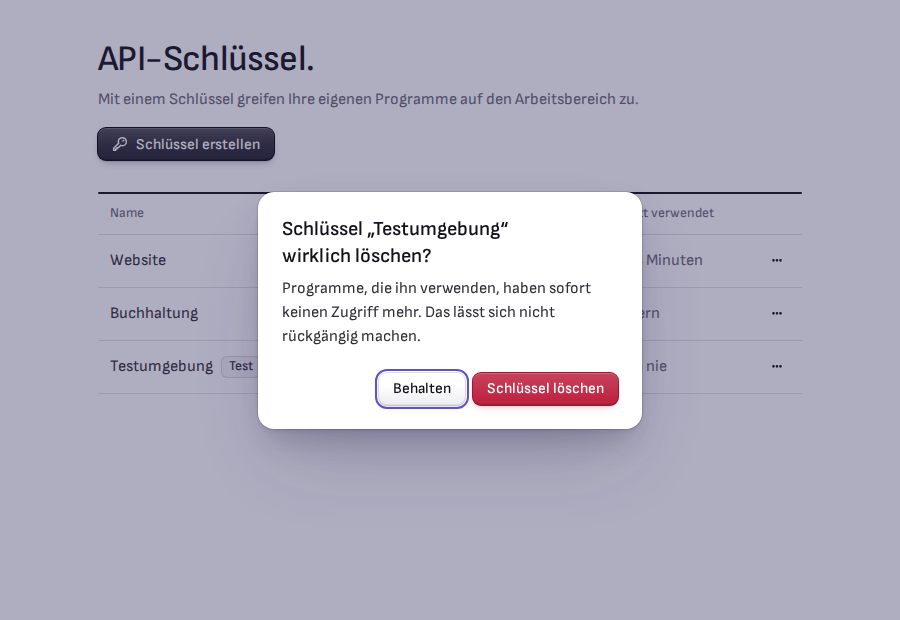 API-Schlüssel.
Mit einem Schlüssel greifen Ihre eigenen Programme auf den Arbeitsbereich zu.
Schlüssel erstellen
Name verwendet
Website Minuten
Buchhaltung
Testumgebung Test nie
Schlüssel „Testumgebung“
wirklich löschen?
Programme, die ihn verwenden, haben sofort
keinen Zugriff mehr. Das lässt sich nicht
rückgängig machen.
Behalten Schlüssel löschen